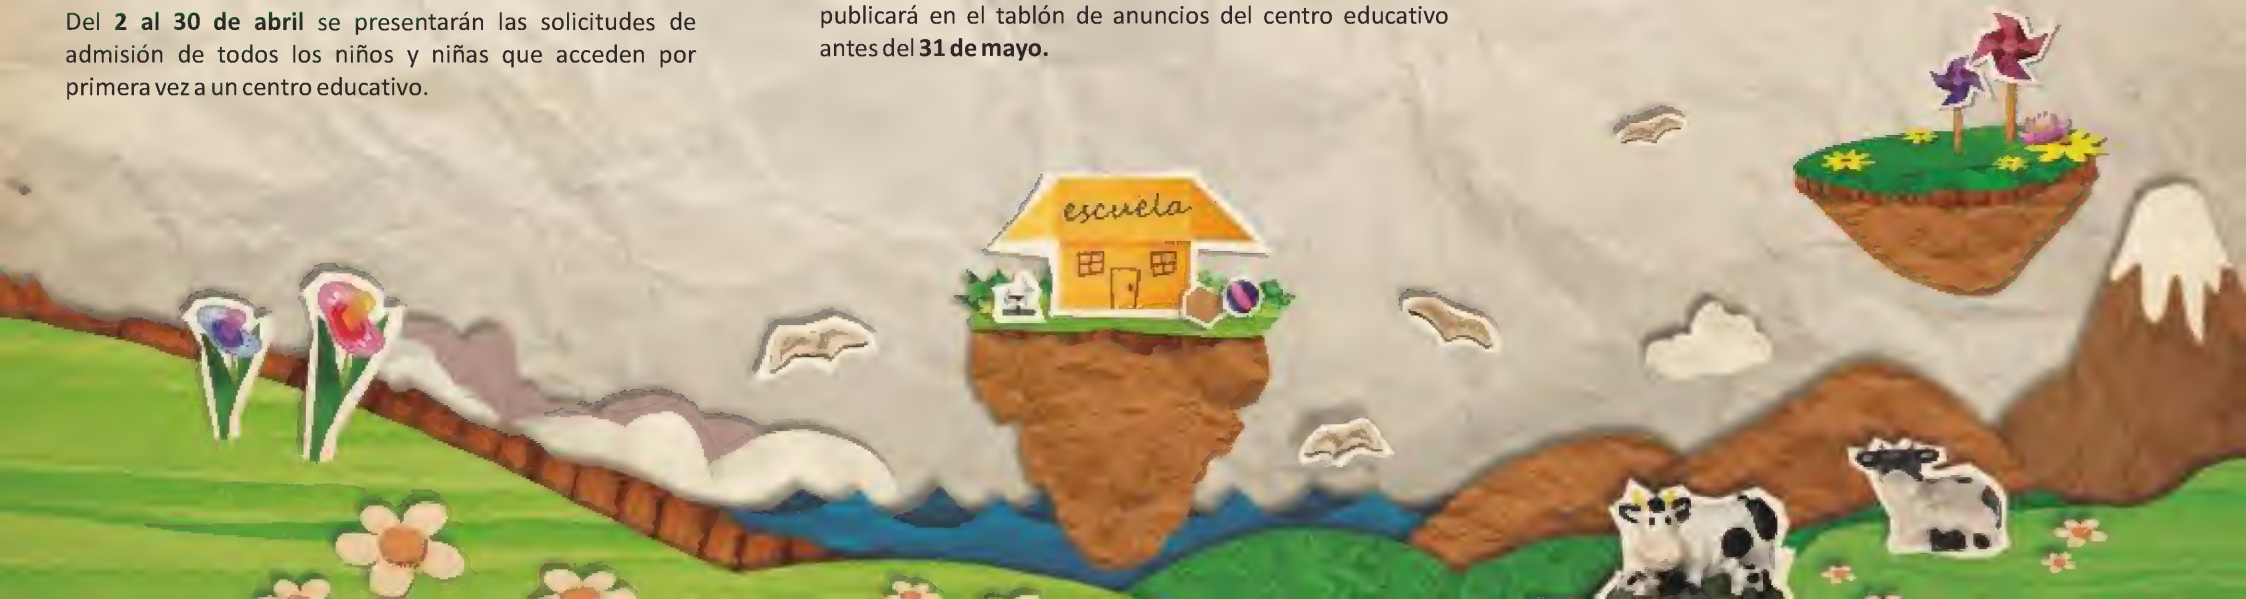 Del 2 al 30 de abril se presentarán las solicitudes de
admisión de todos los niños y niñas que acceden por
primera vez a un centro educativo.
publicará en el tablón de anuncios del centro educativo
antes del 31 de mayo.
escuela